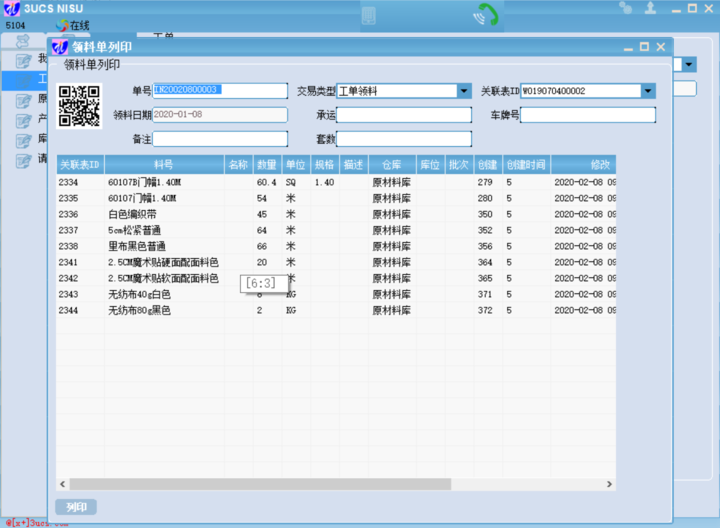 3UCS NISU
5104 在线
工单
领料单列印
领料单列印
单号 IN20020800003 交易类型 工单领料 关联表ID W019070400002
领料日期 2020-01-08 承运 车牌号
备注 套数
关联表ID 料号 名称 数量 单位 规格 描述 仓库 库位 批次 创建 创建时间 修改
2334 60107B门幅1.40M 60.4 SQ 1.40 原材料库 279 5 2020-02-08 09
2335 60107门幅1.40M 54 米 原材料库 280 5 2020-02-08 09
2336 白色编织带 45 米 原材料库 350 5 2020-02-08 09
2337 5cm松紧普通 64 米 原材料库 352 5 2020-02-08 09
2338 里布黑色普通 66 米 原材料库 356 5 2020-02-08 09
2341 2.5CM魔术贴硬面配面料色 20 米 原材料库 364 5 2020-02-08 09
2342 2.5CM魔术贴软面配面料色 米 原材料库 365 5 2020-02-08 09
[6:3]
2343 无纺布40g白色 6 KG 原材料库 371 5 2020-02-08 09
2344 无纺布80g黑色 2 KG 原材料库 372 5 2020-02-08 09
列印
我
工
原
产
库
请
@[x+]3ucs.com